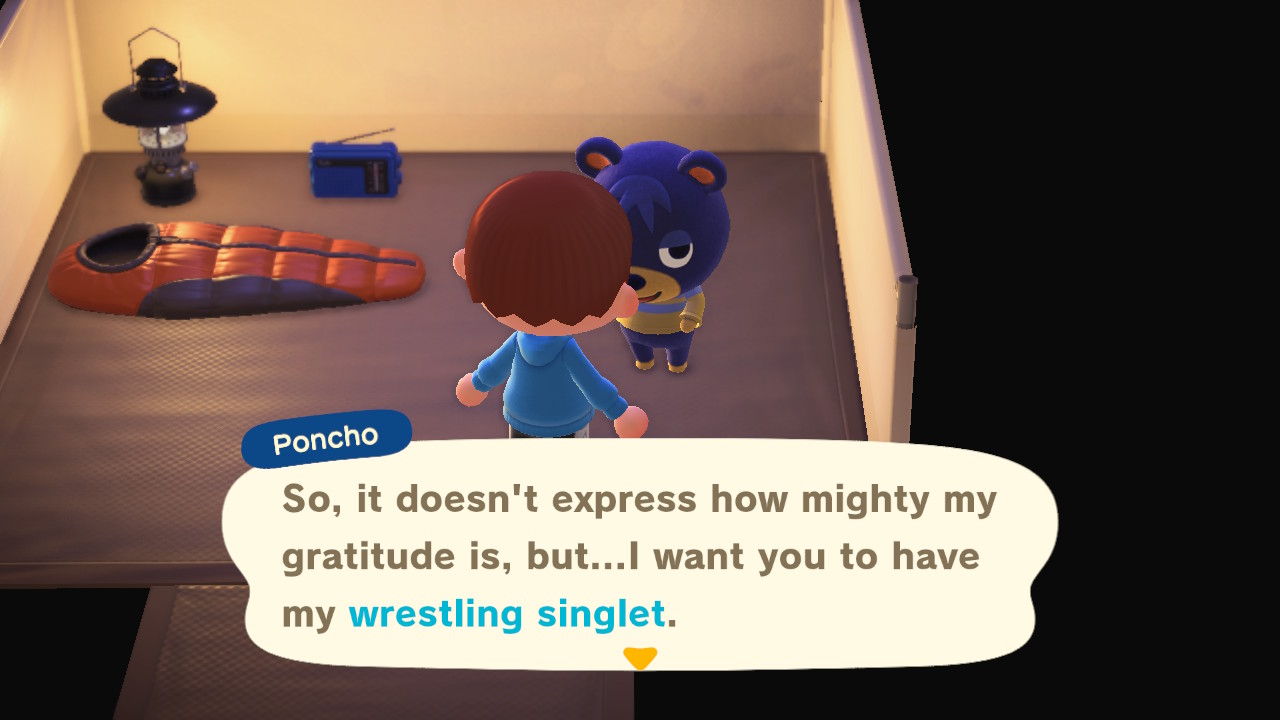 Poncho
So, it doesn't express how mighty my
gratitude is, but...I want you to have
my wrestling singlet.